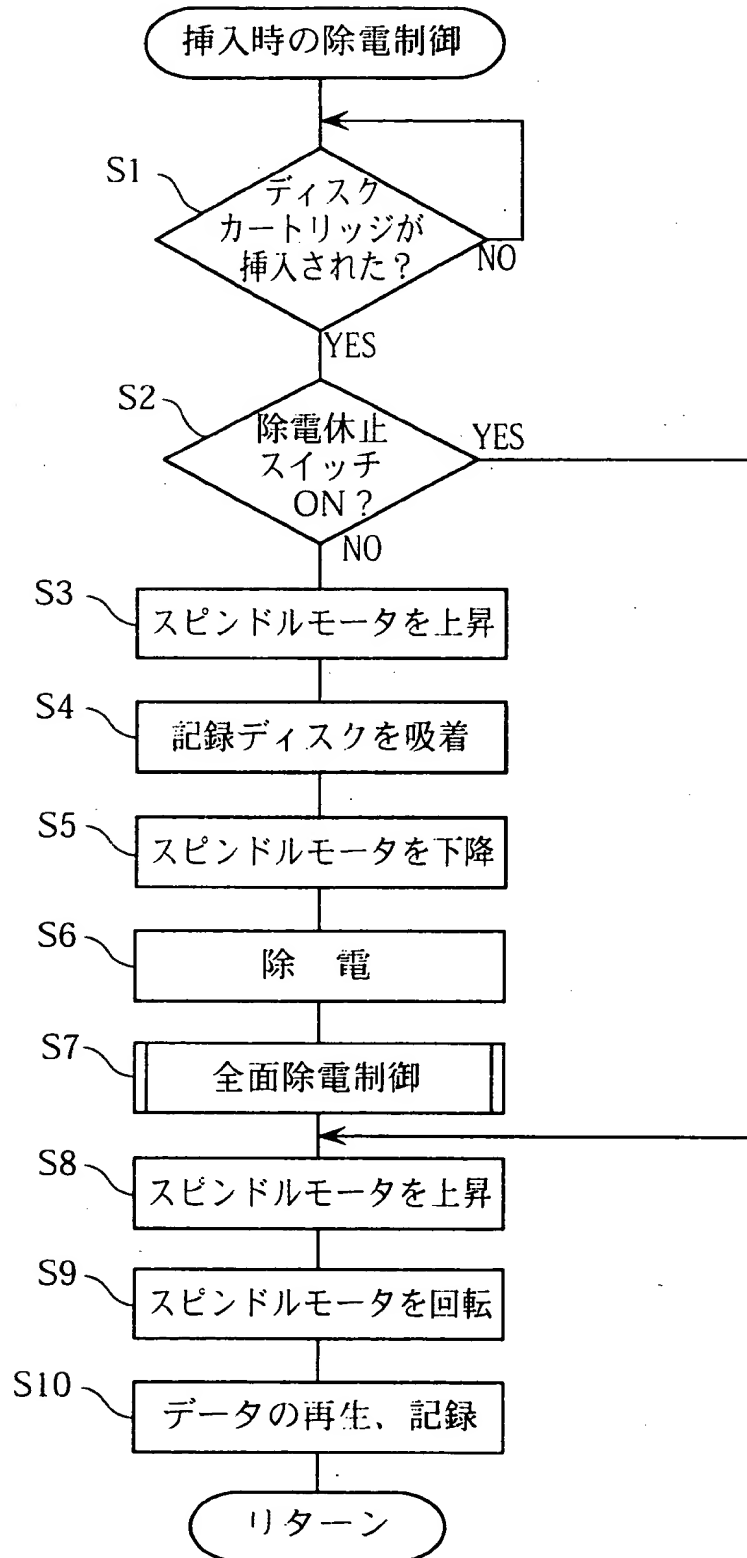 挿入時の除電制御
S1
ディスク
カートリッジが
挿入された？
NO
YES
S2
除電休止
スイッチ
ON？
YES
NO
S3
スピンドルモータを上昇
S4
記録ディスクを吸着
S5
スピンドルモータを下降
S6
除 電
S7
全面除電制御
S8
スピンドルモータを上昇
S9
スピンドルモータを回転
S10
データの再生、記録
リターン